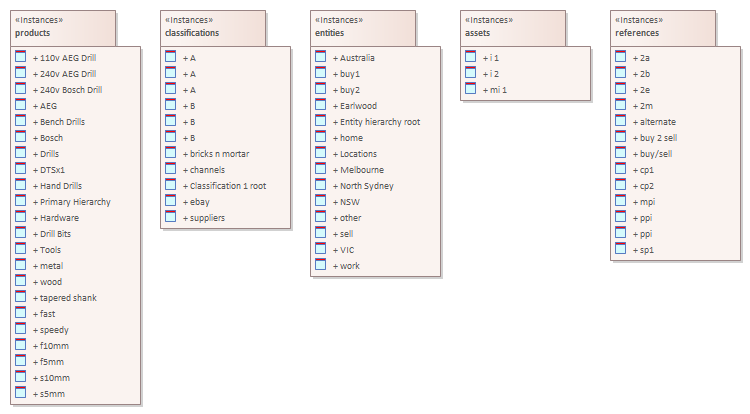 «Instances»
products
+ 110v AEG Drill
+ 240v AEG Drill
+ 240v Bosch Drill
+ AEG
+ Bench Drills
+ Bosch
+ Drills
+ DTSx1
+ Hand Drills
+ Primary Hierarchy
+ Hardware
+ Drill Bits
+ Tools
+ metal
+ wood
+ tapered shank
+ fast
+ speedy
+ f10mm
+ f5mm
+ s10mm
+ s5mm
«Instances»
classifications
+ A
+ A
+ A
+ B
+ B
+ B
+ bricks n mortar
+ channels
+ Classification 1 root
+ ebay
+ suppliers
«Instances»
entities
+ Australia
+ buy1
+ buy2
+ Earlwood
+ Entity hierarchy root
+ home
+ Locations
+ Melbourne
+ North Sydney
+ NSW
+ other
+ sell
+ VIC
+ work
«Instances»
assets
+ i 1
+ i 2
+ mi 1
«Instances»
references
+ 2a
+ 2b
+ 2e
+ 2m
+ alternate
+ buy 2 sell
+ buy/sell
+ cp1
+ cp2
+ mpi
+ ppi
+ ppi
+ sp1